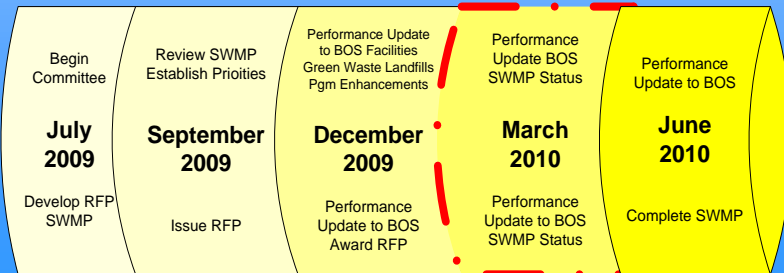 Begin
Committee
July
2009
Develop RFP
SWMP
Review SWMP
Establish Prioities
September
2009
Issue RFP
Performance Update
to BOS Facilities
Green Waste Landfills
Pgm Enhancements
December
2009
Performance
Update to BOS
Award RFP
Performance
Update BOS
SWMP Status
March
2010
Performance
Update to BOS
SWMP Status
Performance
Update to BOS
June
2010
Complete SWMP